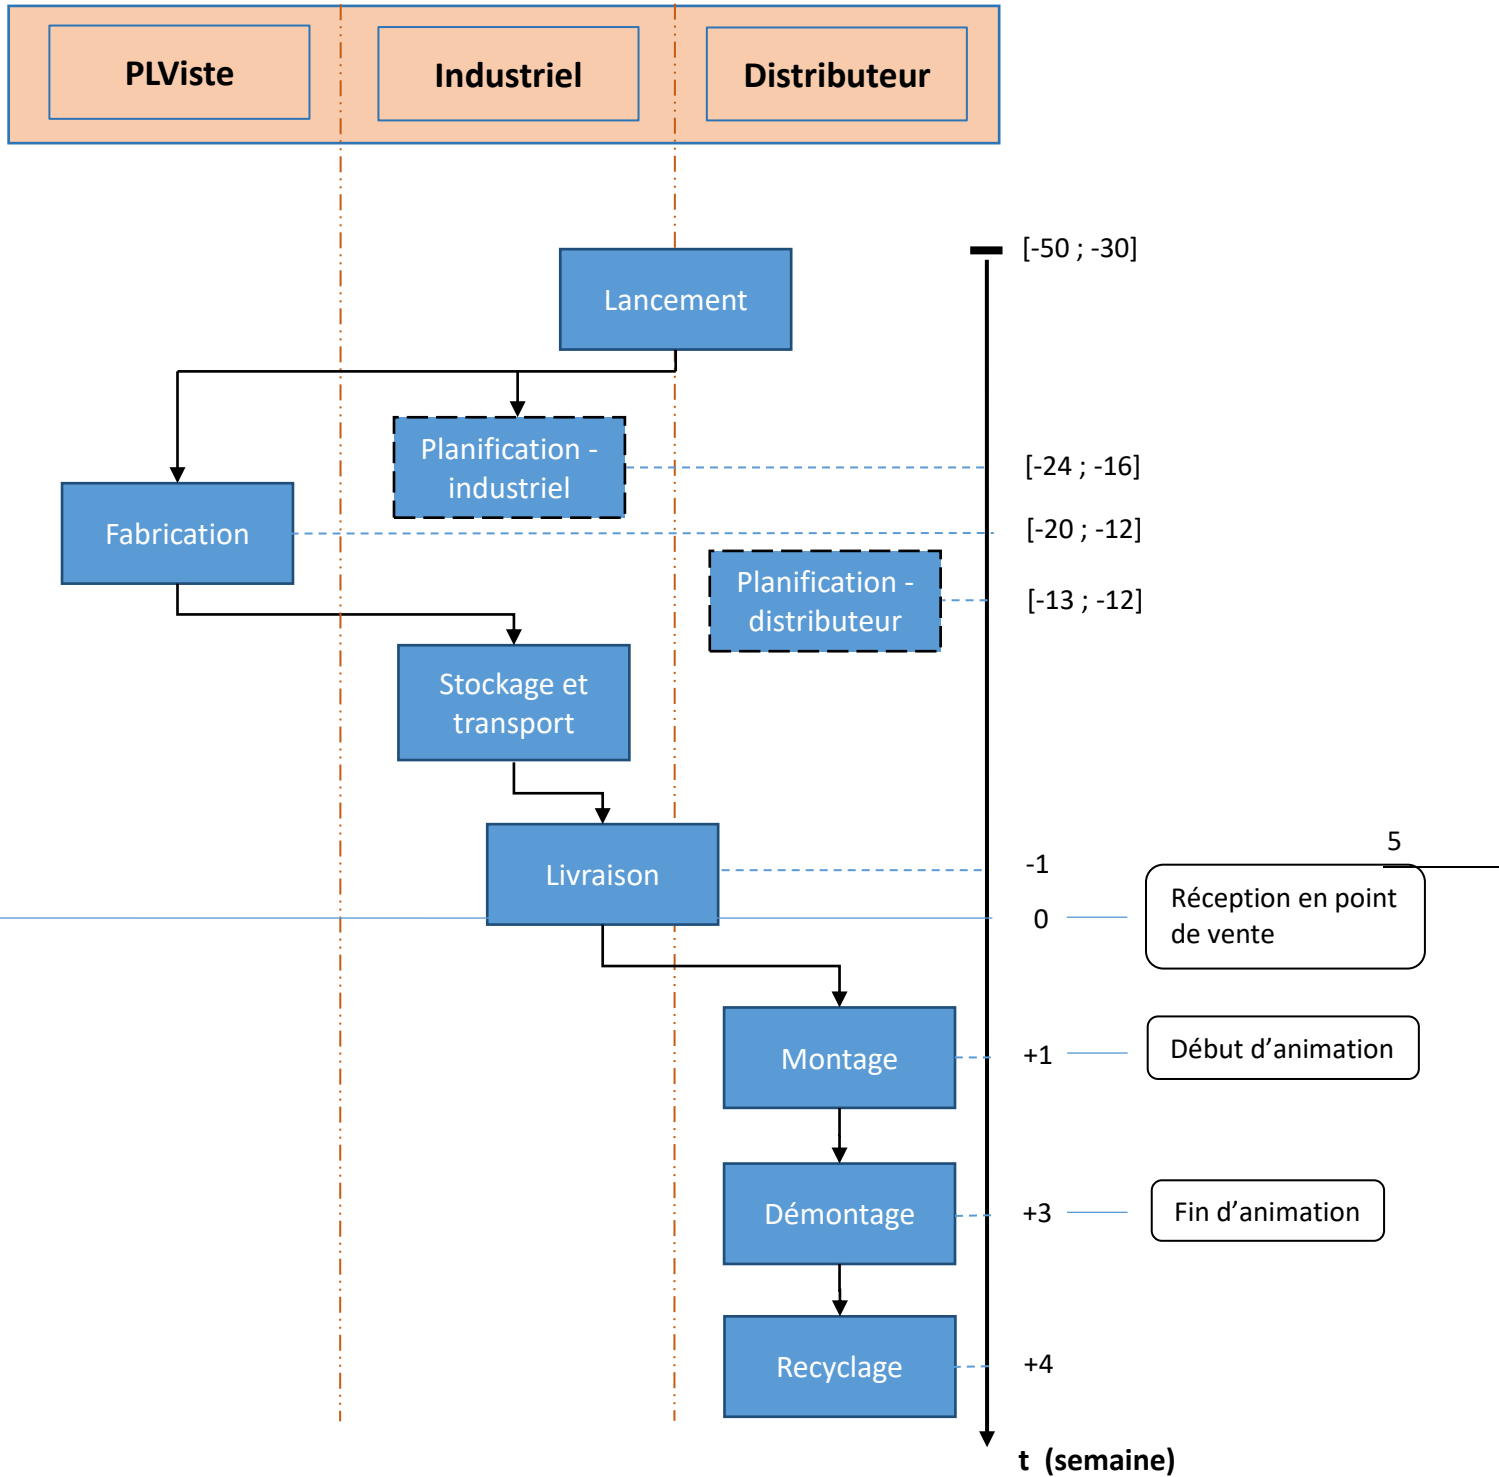 PLViste
Industriel
Distributeur
[-50 ; -30]
Lancement
Planification -
industriel
[-24 ; -16]
Fabrication
[-20 ; -12]
Planification -
distributeur
[-13 ; -12]
Stockage et
transport
5
Livraison
-1
0
Réception en point
de vente
Montage
+1
Début d’animation
Démontage
+3
Fin d’animation
Recyclage
+4
t (semaine)